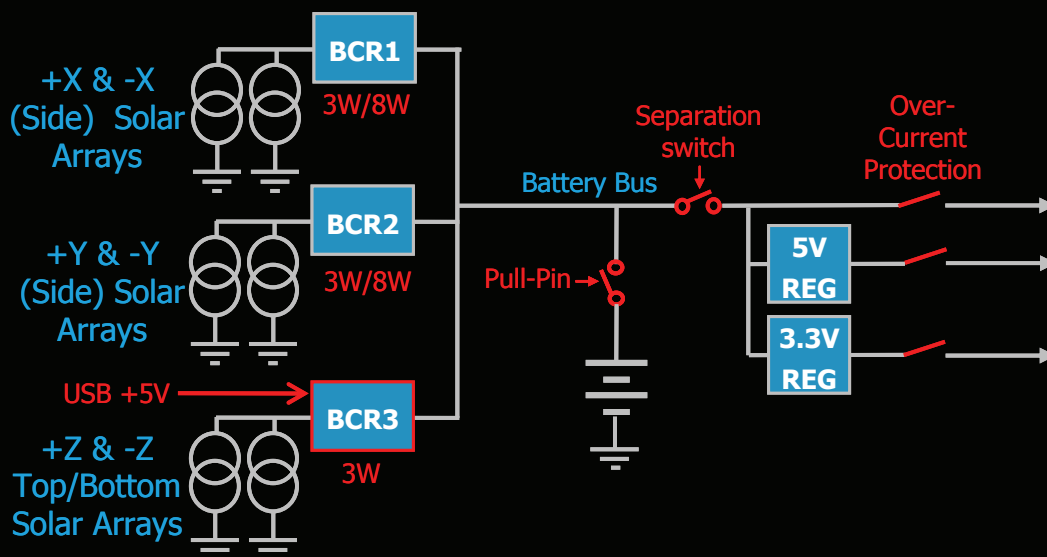 BCR1
+X & -X
(Side) Solar
Arrays
3W/8W
Separation
switch
Over-
Current
Protection
Battery Bus
BCR2
+Y & -Y
(Side) Solar
Arrays
3W/8W
Pull-Pin
5V
REG
3.3V
REG
USB +5V
BCR3
+Z & -Z
Top/Bottom
Solar Arrays
3W